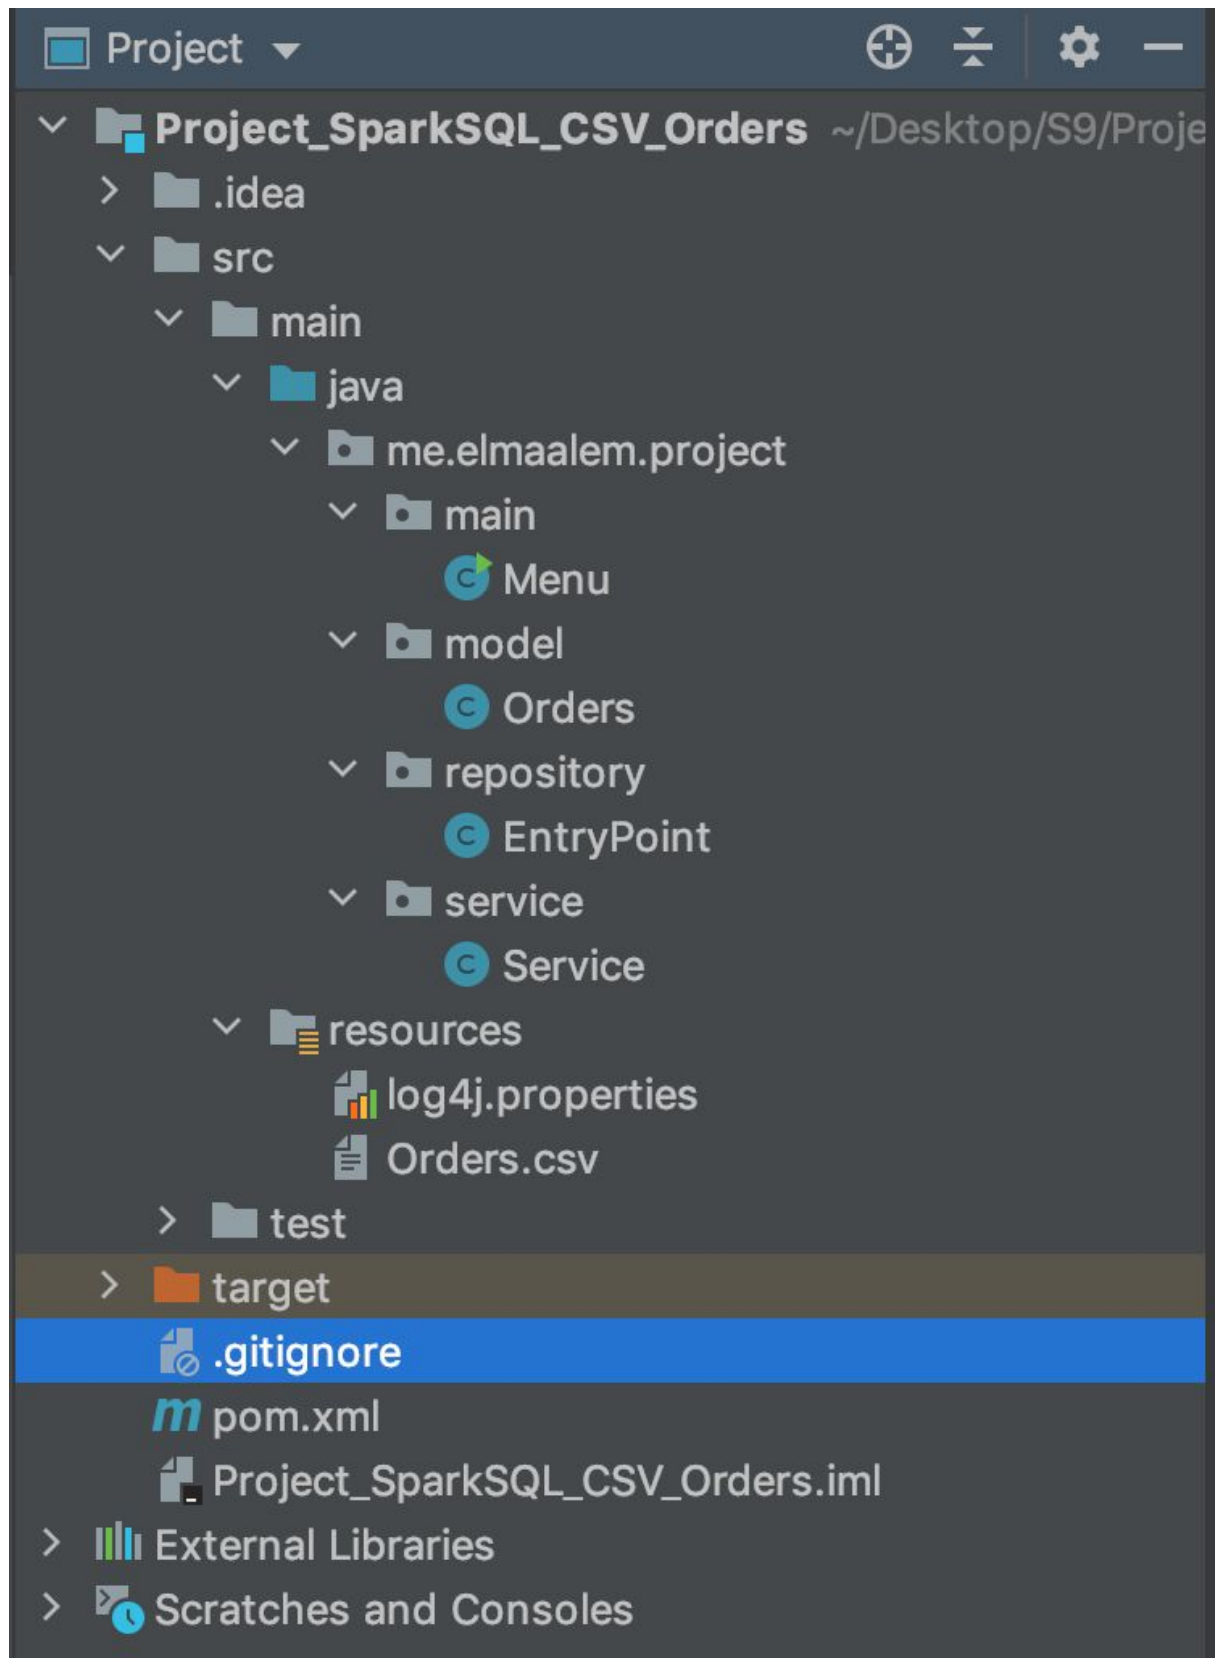 Project
Project_SparkSQL_CSV_Orders ~/Desktop/S9/Proje
.idea
src
main
java
me.elmaalem.project
main
Menu
model
Orders
repository
EntryPoint
service
Service
resources
log4j.properties
Orders.csv
test
target
.gitignore
pom.xml
Project_SparkSQL_CSV_Orders.iml
External Libraries
Scratches and Consoles